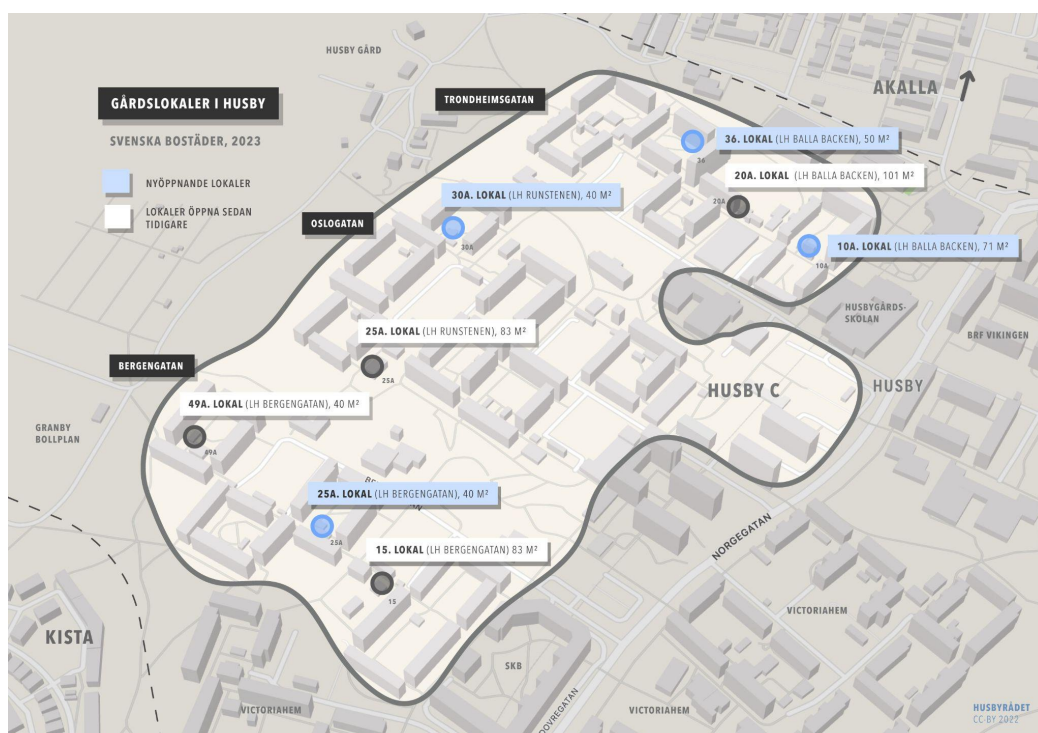 HUSBY GÅRD
AKALLA
GÅRDSLOKALER I HUSBY
SVENSKA BOSTÄDER, 2023
NYÖPPNANDE LOKALER
LOKALER ÖPPNA SEDAN
TIDIGARE
TRONDHEIMSGATAN
36. LOKAL (LH BALLA BACKEN), 50 M²
36
20A. LOKAL (LH BALLA BACKEN), 101 M²
20A
30A. LOKAL (LH RUNSTENEN), 40 M²
30A
OSLOGATAN
10A. LOKAL (LH BALLA BACKEN), 71 M²
10A
HUSBYGÅRDS-
SKOLAN
BRF VIKINGEN
25A. LOKAL (LH RUNSTENEN), 83 M²
25A
BERGENGATAN
HUSBY C
HUSBY
49A. LOKAL (LH BERGENGATAN), 40 M²
49A
GRANBY
BOLLPLAN
25A. LOKAL (LH BERGENGATAN), 40 M²
25A
15. LOKAL (LH BERGENGATAN) 83 M²
15
NORGEGATAN
VICTORIAHEM
KISTA
SKB
VICTORIAHEM
DOVREGATAN
VICTORIAHEM
HUSBYRÅDET
CC-BY 2022